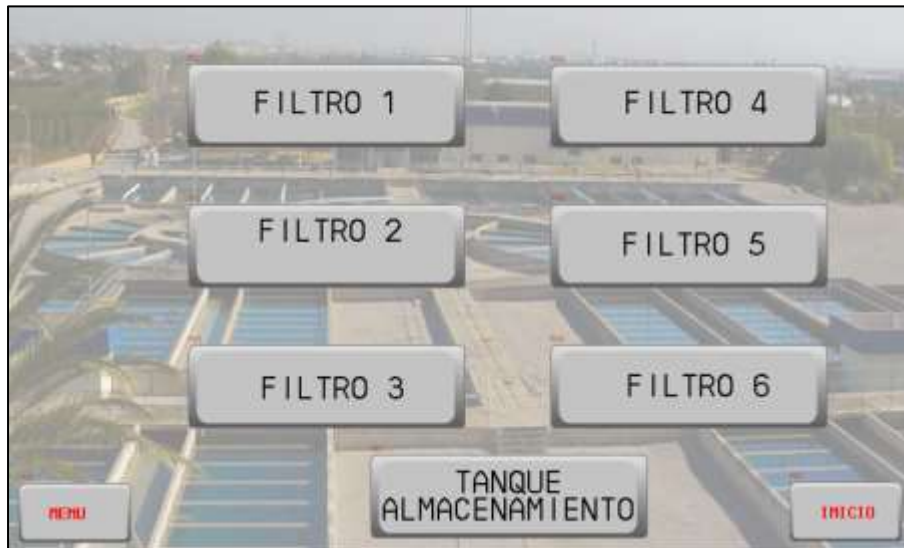 FILTRO 1
FILTRO 4
FILTRO 2
FILTRO 5
FILTRO 3
FILTRO 6
TANQUE
ALMACENAMIENTO
MENU
INICIO